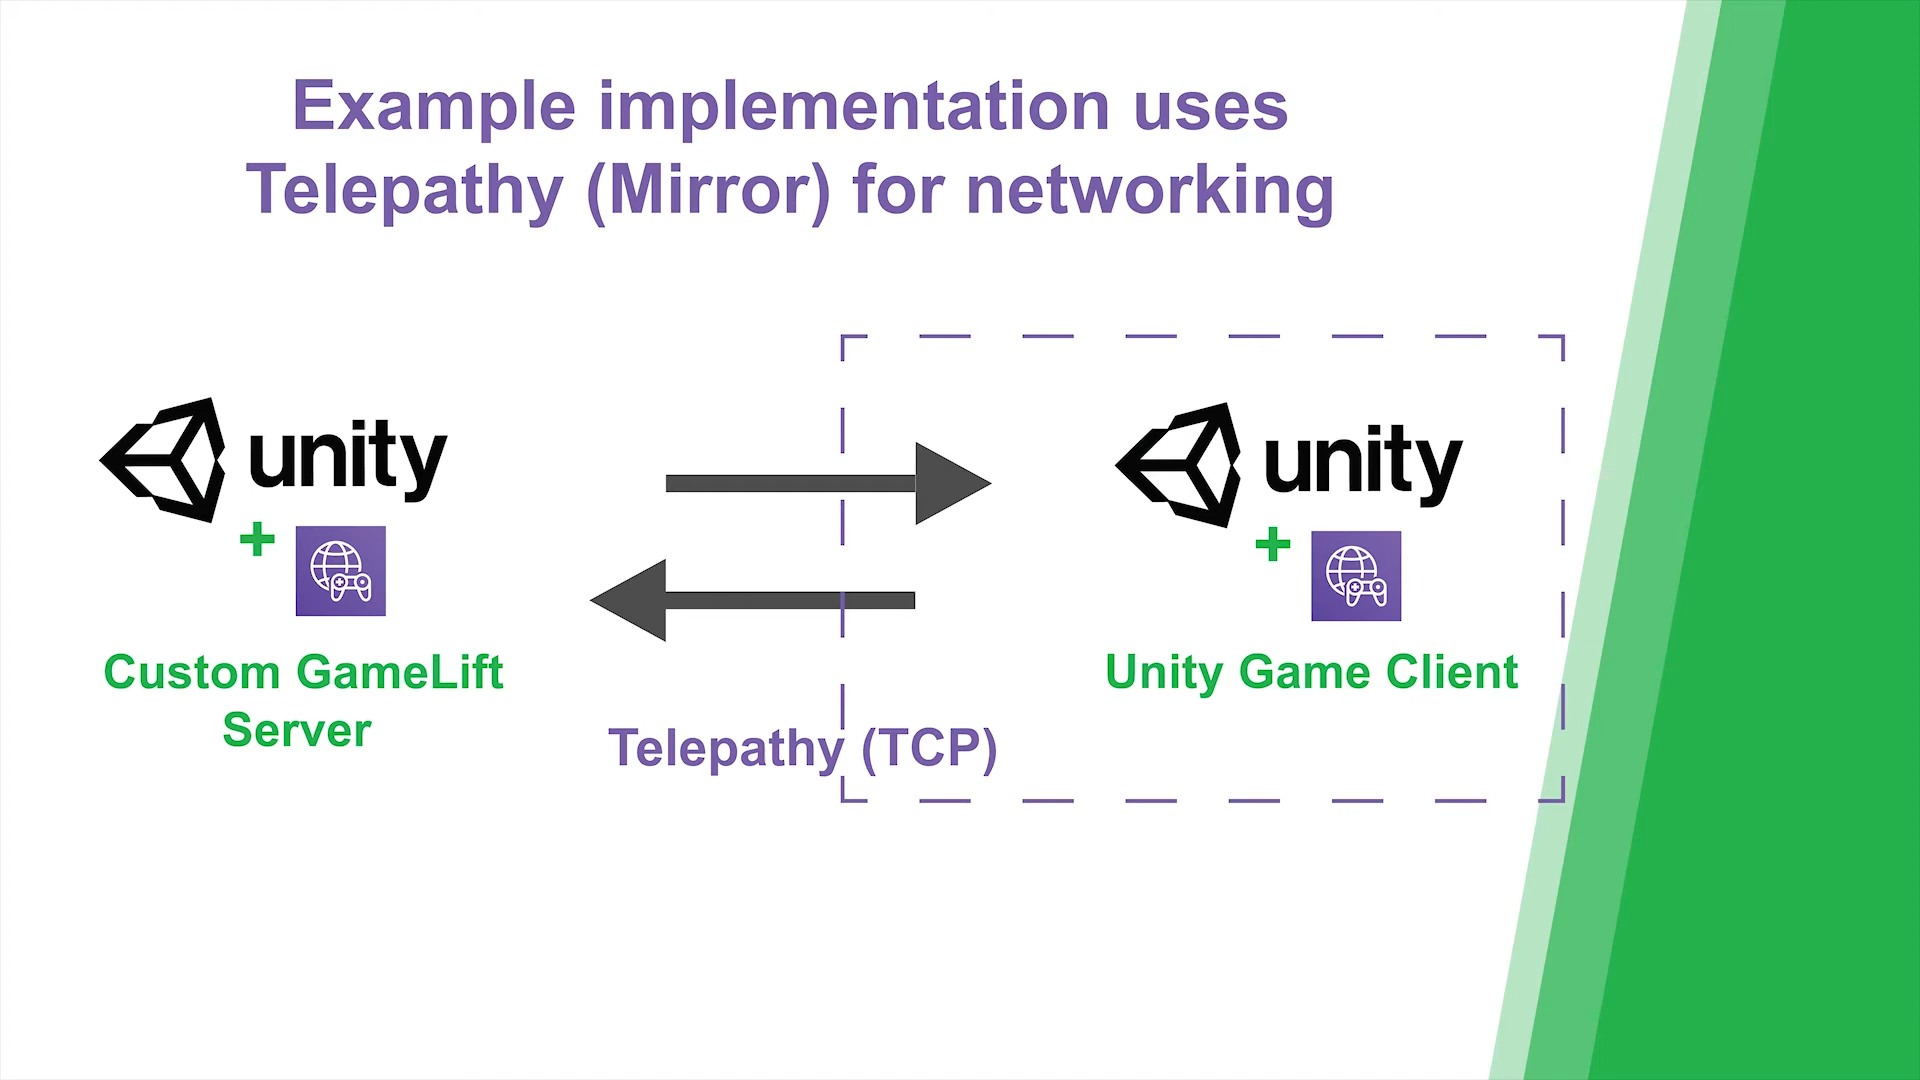 Example implementation uses
Telepathy (Mirror) for networking
unity
+
Custom GameLift
Server
Telepathy (TCP)
unity
+
Unity Game Client